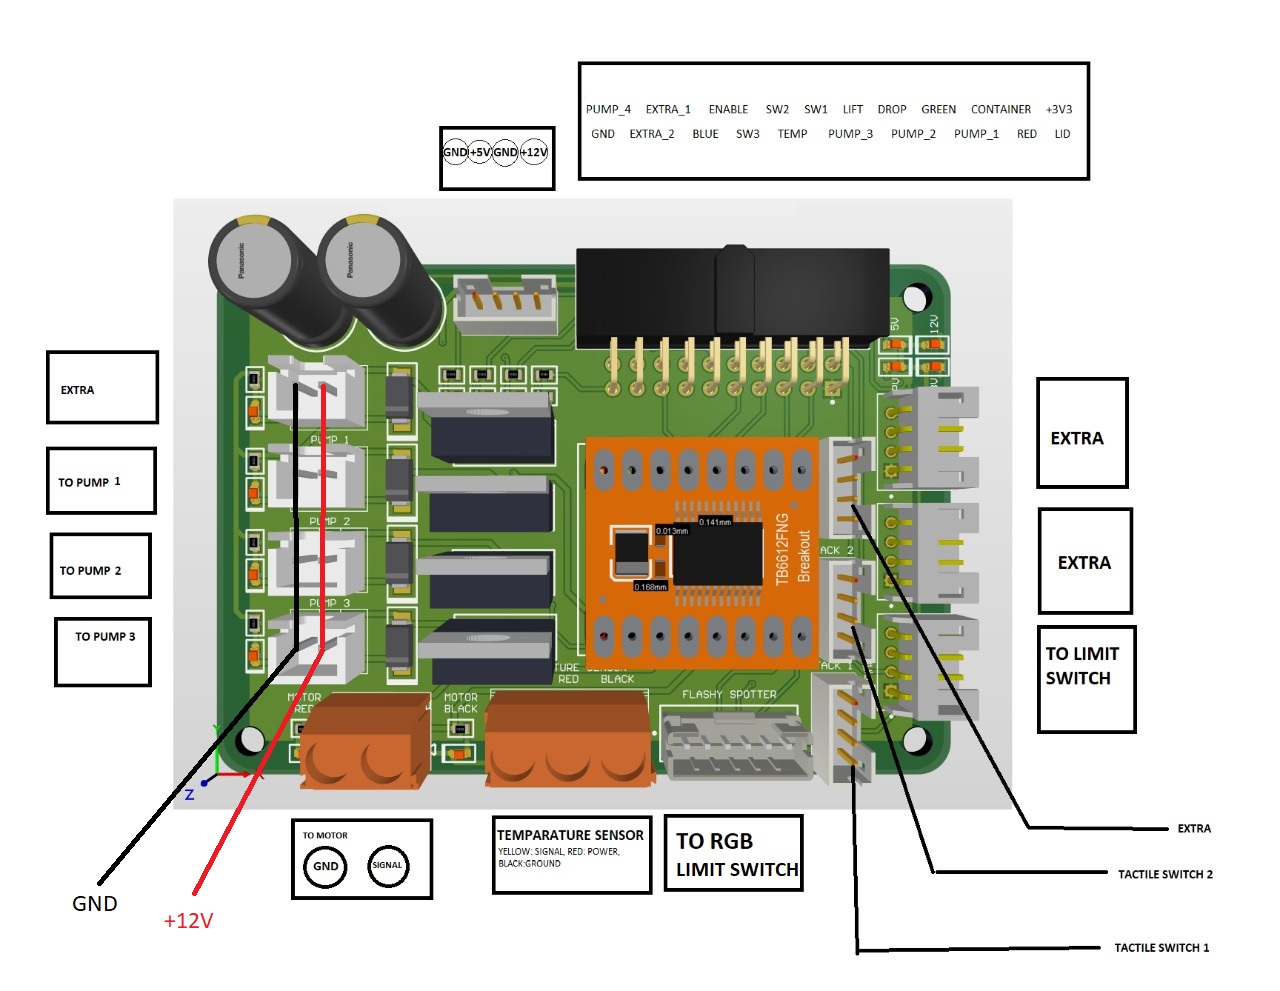 PUMP_4 EXTRA_1 ENABLE SW2 SW1 LIFT DROP GREEN CONTAINER +3V3
GND EXTRA_2 BLUE SW3 TEMP PUMP_3 PUMP_2 PUMP_1 RED LID
GND +5V GND +12V
Panasonic
Panasonic
5V
12V
EXTRA
TO PUMP 1
TO PUMP 2
TO PUMP 3
PUMP 1
PUMP 2
PUMP 3
0.013mm
0.141mm
0.168mm
TB6612FNG
Breakout
ACK 2
ACK 1
EXTRA
EXTRA
TO LIMIT
SWITCH
TURE SENSOR
RED BLACK
MOTOR
RED
MOTOR
BLACK
FLASHY SPOTTER
Y
X
Z
TO MOTOR
GND SIGNAL
TEMPARATURE SENSOR
YELLOW: SIGNAL, RED: POWER,
BLACK:GROUND
TO RGB
LIMIT SWITCH
EXTRA
TACTILE SWITCH 2
TACTILE SWITCH 1
GND
+12V